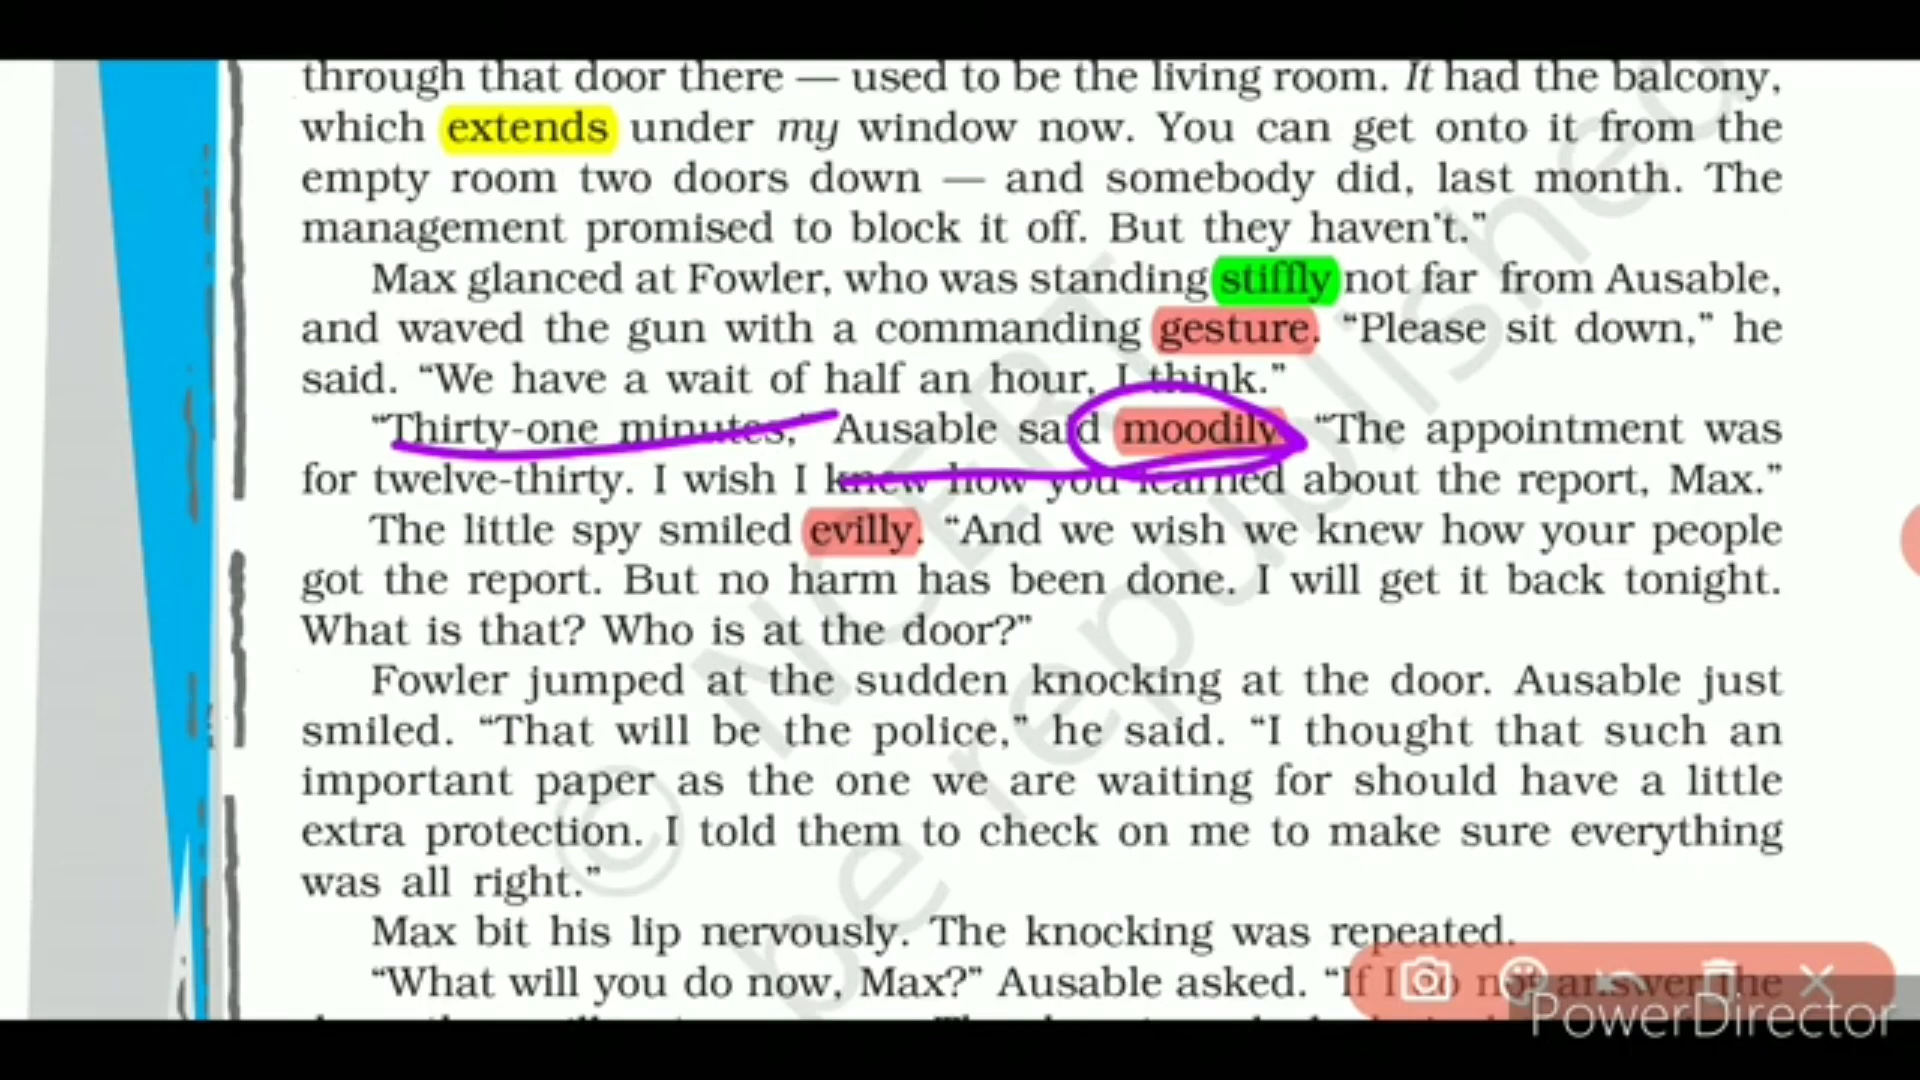 through that door there — used to be the living room. It had the balcony,
which extends under my window now. You can get onto it from the
empty room two doors down — and somebody did, last month. The
management promised to block it off. But they haven't.”
Max glanced at Fowler, who was standing stiffly not far from Ausable,
and waved the gun with a commanding gesture. “Please sit down,” he
said. “We have a wait of half an hour, I think.”
“Thirty-one minutes,” Ausable said moodily. “The appointment was
for twelve-thirty. I wish I knew how you learned about the report, Max.”
The little spy smiled evilly. “And we wish we knew how your people
got the report. But no harm has been done. I will get it back tonight.
What is that? Who is at the door?”
Fowler jumped at the sudden knocking at the door. Ausable just
smiled. “That will be the police,” he said. “I thought that such an
important paper as the one we are waiting for should have a little
extra protection. I told them to check on me to make sure everything
was all right.”
Max bit his lip nervously. The knocking was repeated.
“What will you do now, Max?” Ausable asked. “If I do not answer the
PowerDirector
© NCERT
be republished